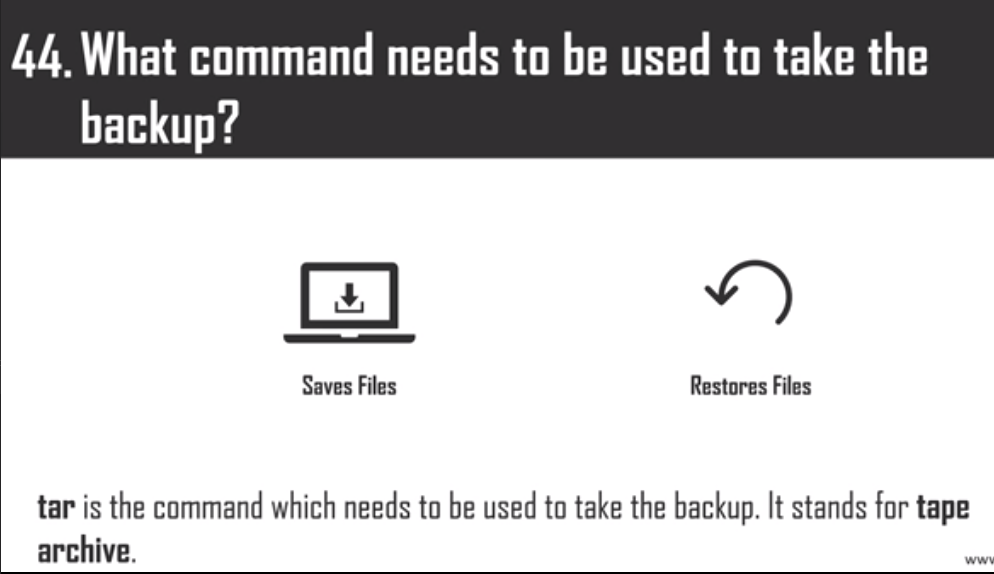 44. What command needs to be used to take the
backup?
Saves Files
Restores Files
tar is the command which needs to be used to take the backup. It stands for tape
archive.
www